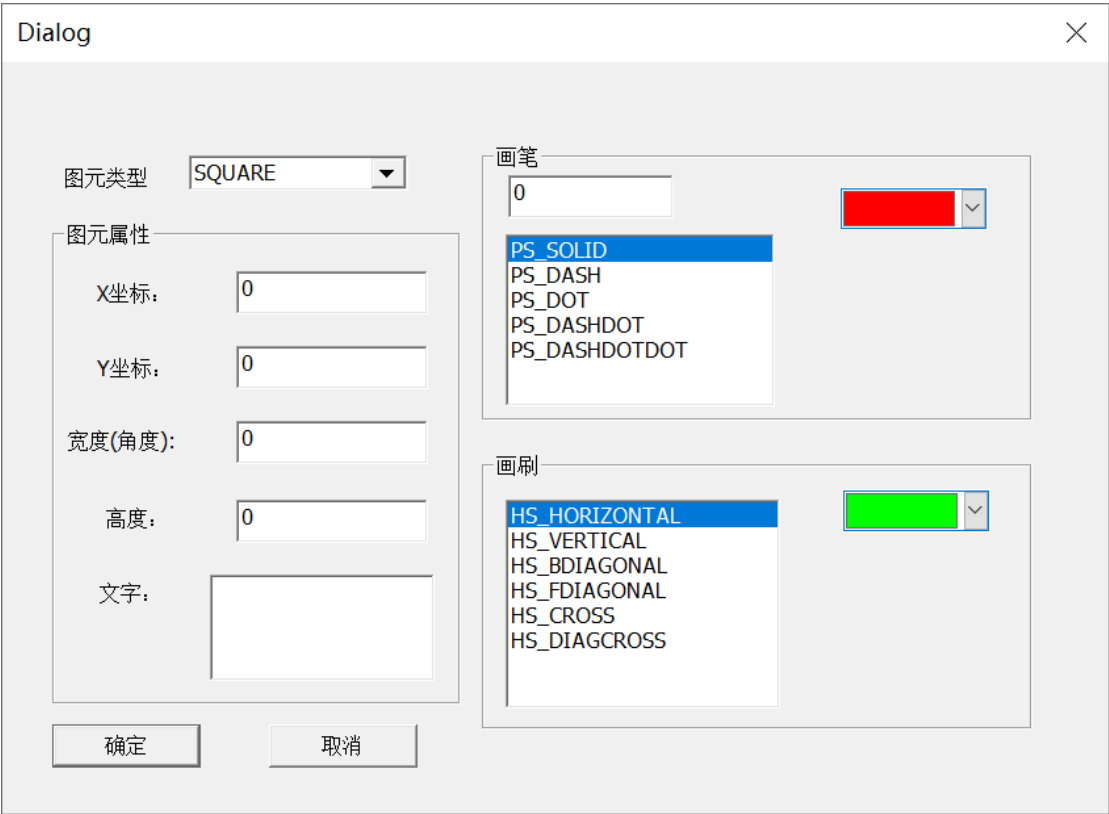 Dialog
图元类型
SQUARE
图元属性
X坐标：
0
Y坐标：
0
宽度(角度):
0
高度：
0
文字：
确定
取消
画笔
0
PS_SOLID
PS_DASH
PS_DOT
PS_DASHDOT
PS_DASHDOTDOT
画刷
HS_HORIZONTAL
HS_VERTICAL
HS_BDIAGONAL
HS_FDIAGONAL
HS_CROSS
HS_DIAGCROSS